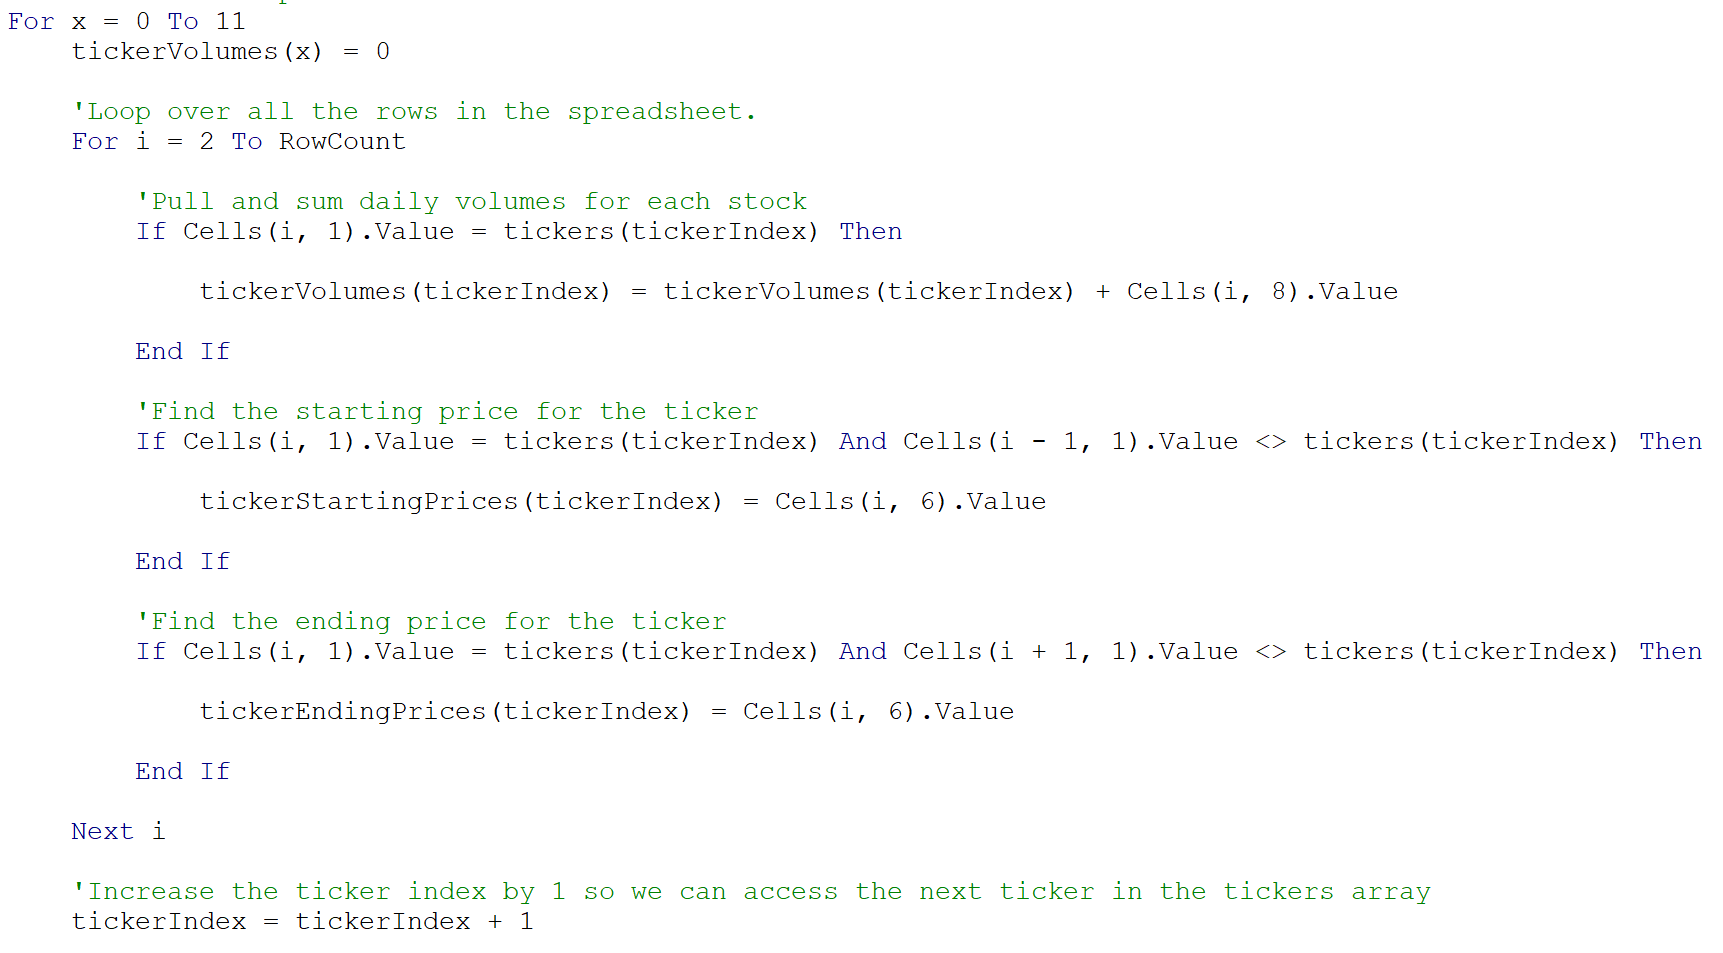 For x = 0 To 11
    tickerVolumes(x) = 0
    'Loop over all the rows in the spreadsheet.
    For i = 2 To RowCount
        'Pull and sum daily volumes for each stock
        If Cells(i, 1).Value = tickers(tickerIndex) Then
            tickerVolumes(tickerIndex) = tickerVolumes(tickerIndex) + Cells(i, 8).Value
        End If
        'Find the starting price for the ticker
        If Cells(i, 1).Value = tickers(tickerIndex) And Cells(i - 1, 1).Value <> tickers(tickerIndex) Then
            tickerStartingPrices(tickerIndex) = Cells(i, 6).Value
        End If
        'Find the ending price for the ticker
        If Cells(i, 1).Value = tickers(tickerIndex) And Cells(i + 1, 1).Value <> tickers(tickerIndex) Then
            tickerEndingPrices(tickerIndex) = Cells(i, 6).Value
        End If
    Next i
    'Increase the ticker index by 1 so we can access the next ticker in the tickers array
    tickerIndex = tickerIndex + 1